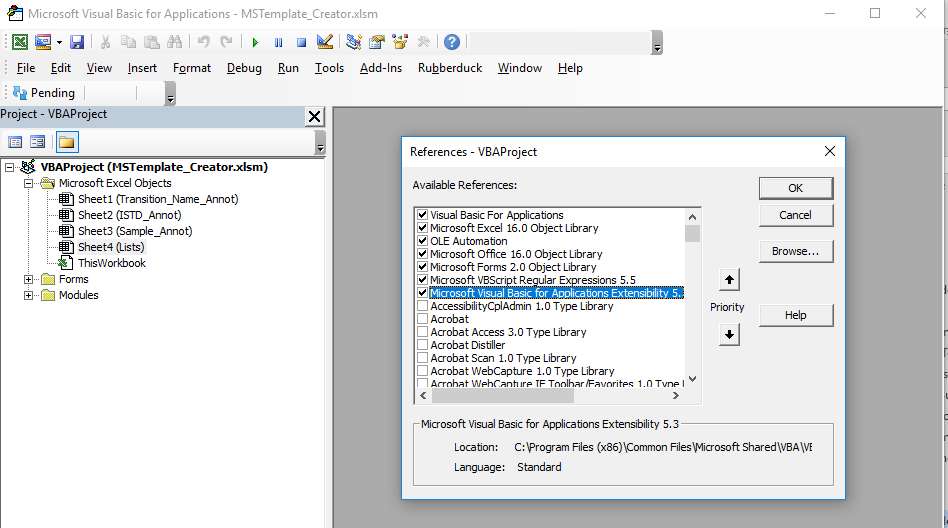 Microsoft Visual Basic for Applications - MSTemplate_Creator.xlsm
File Edit View Insert Format Debug Run Tools Add-Ins Rubberduck Window Help
Pending
Project - VBAProject
VBAProject (MSTemplate_Creator.xlsm)
Microsoft Excel Objects
Sheet1 (Transition_Name_Annot)
Sheet2 (ISTD_Annot)
Sheet3 (Sample_Annot)
Sheet4 (Lists)
ThisWorkbook
Forms
Modules
References - VBAProject
Available References:
Visual Basic For Applications
Microsoft Excel 16.0 Object Library
OLE Automation
Microsoft Office 16.0 Object Library
Microsoft Forms 2.0 Object Library
Microsoft VBScript Regular Expressions 5.5
Microsoft Visual Basic for Applications Extensibility 5.
AccessibilityCplAdmin 1.0 Type Library
Acrobat
Acrobat Access 3.0 Type Library
Acrobat Distiller
Acrobat Scan 1.0 Type Library
Acrobat WebCapture 1.0 Type Library
Acrobat WebCapture IE Toolbar/Favorites 1.0 Type
OK
Cancel
Browse...
Priority
Help
Microsoft Visual Basic for Applications Extensibility 5.3
Location: C:\Program Files (x86)\Common Files\Microsoft Shared\VBA\VE
Language: Standard